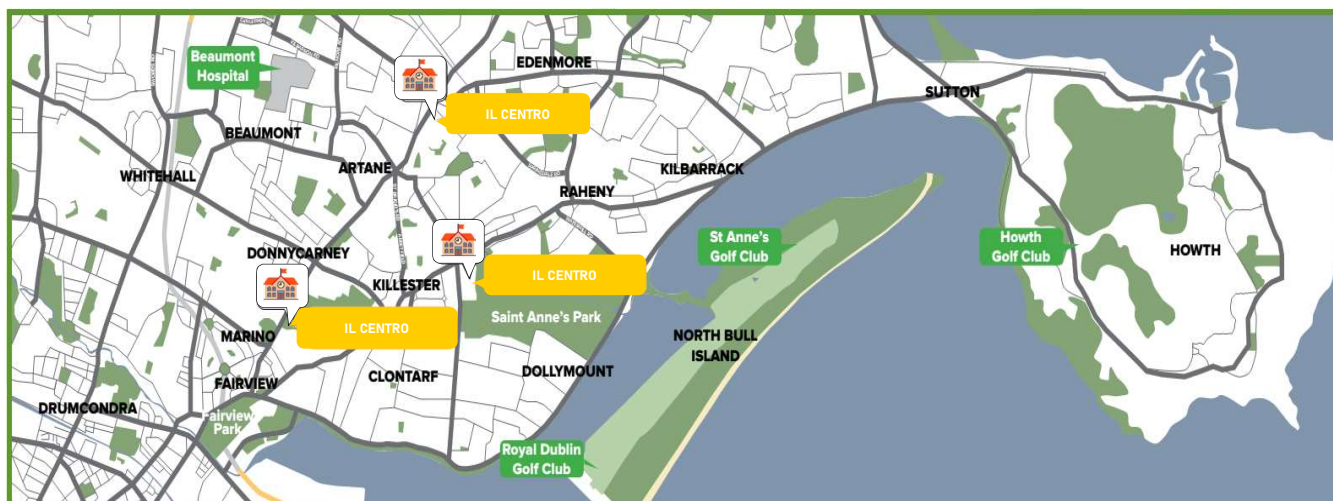 Beaumont
Hospital
EDENMORE
IL CENTRO
SUTTON
BEAUMONT
ARTANE
WHITEHALL
KILBARRACK
RAHENY
St Anne's
Golf Club
Howth
Golf Club
HOWTH
DONNYCARNEY
IL CENTRO
KILLESTER
Saint Anne's Park
IL CENTRO
MARINO
NORTH BULL
ISLAND
CLONTARF
DOLLYMOUNT
FAIRVIEW
DRUMCONDRA
Fairview
Park
Royal Dublin
Golf Club